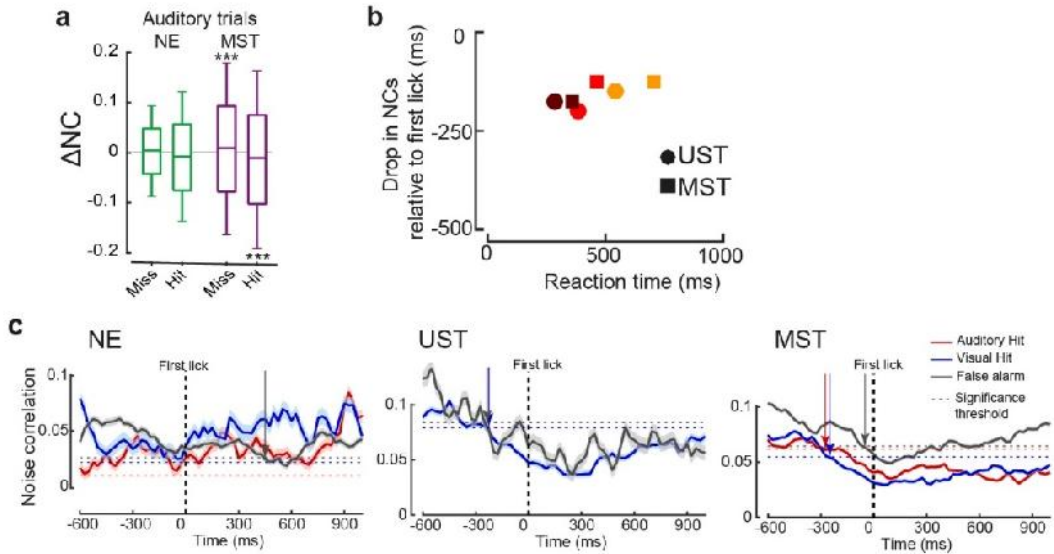 a
Auditory trials
NE MST
***
0.2
0.1
0
-0.1
-0.2
ΔNC
***
Miss Hit Miss Hit
b
0
-250
-500
Drop in NCs
relative to first lick (ms)
UST
MST
0 500 1000
Reaction time (ms)
c
NE
First lick
0.1
0.05
0
Noise correlation
-600 -300 0 300 600 900
Time (ms)
UST
First lick
0.1
0.05
0
-600 -300 0 300 600 900
Time (ms)
MST
First lick
Auditory Hit
Visual Hit
False alarm
Significance
threshold
0.1
0.05
0
-600 -300 0 300 600 900
Time (ms)